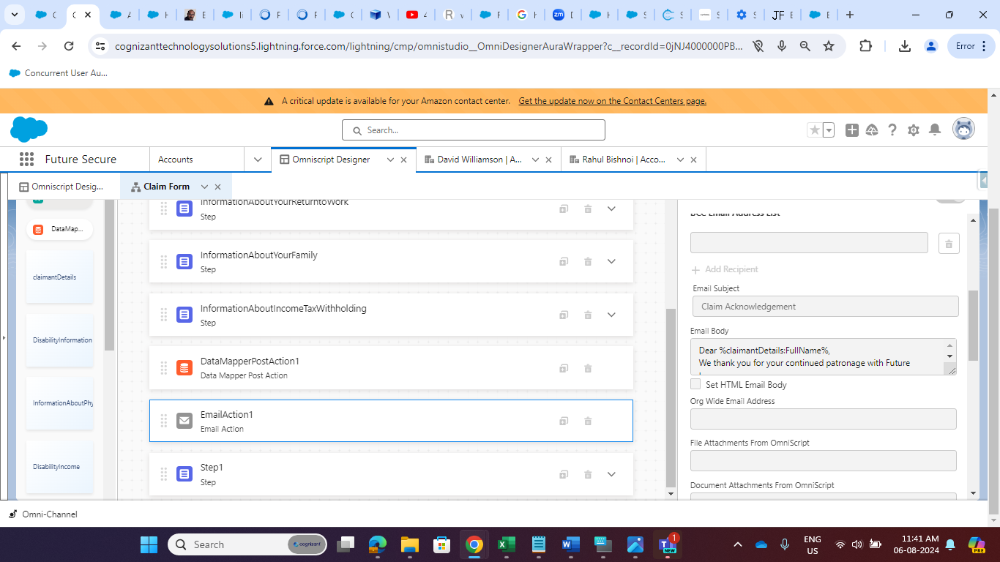 cognizanttechnologysolutions5.lightning.force.com/lightning/cmp/omnistudio__OmniDesignerAuraWrapper?c__recordId=0jNJ4000000PB...
Error
Concurrent User Au...
A critical update is available for your Amazon contact center. Get the update now on the Contact Centers page.
Search...
Future Secure
Accounts
Omniscript Designer
David Williamson | A...
Rahul Bishnoi | Acco...
Omniscript Desig...
Claim Form
DataMap...
claimantDetails
DisabilityInformation
InformationAboutPhy
DisabilityIncome
InformationAboutYourReturntoWork
Step
InformationAboutYourFamily
Step
InformationAboutIncomeTaxWithholding
Step
DataMapperPostAction1
Data Mapper Post Action
EmailAction1
Email Action
Step1
Step
BCC Email Address List
Add Recipient
Email Subject
Claim Acknowledgement
Email Body
Dear %claimantDetails:FullName%,
We thank you for your continued patronage with Future
Set HTML Email Body
Org Wide Email Address
File Attachments From OmniScript
Document Attachments From OmniScript
Omni-Channel
Search
cognizant
1
NEW
ENG
US
11:41 AM
06-08-2024
PRE